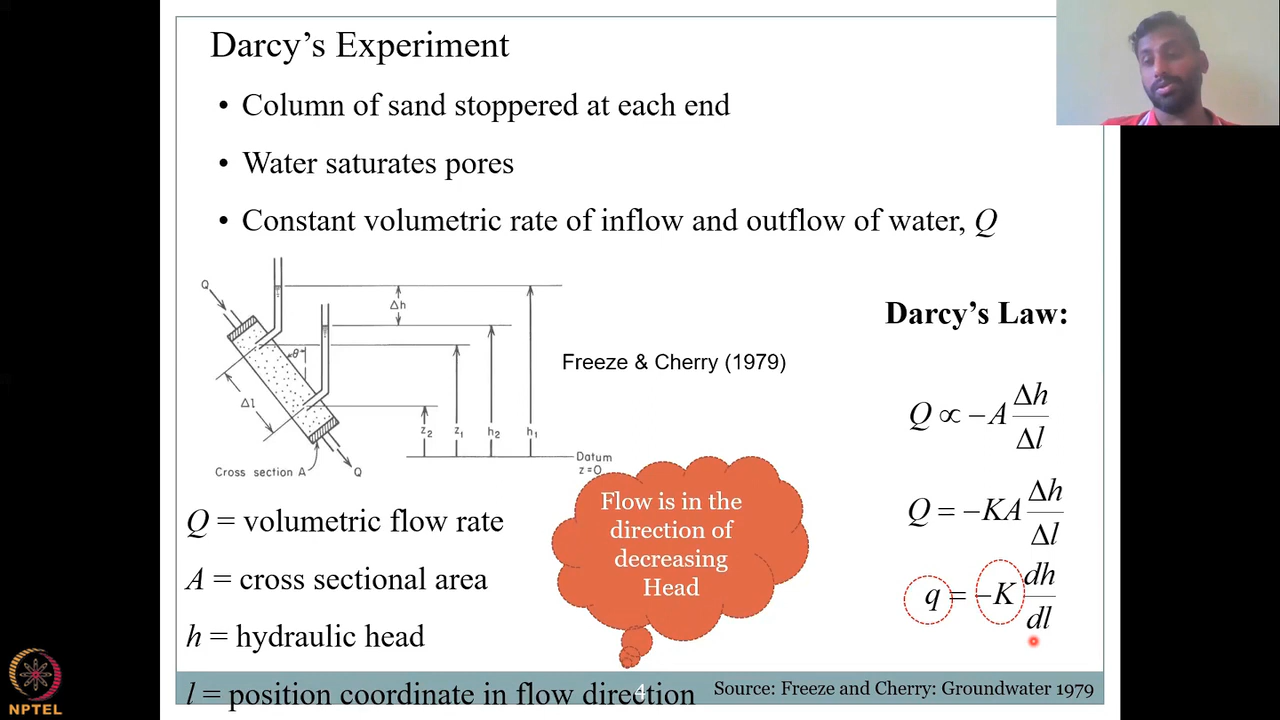 Darcy's Experiment
• Column of sand stoppered at each end
• Water saturates pores
• Constant volumetric rate of inflow and outflow of water, Q
Q
Δh
θ
Δl
z₂
z₁
h₂
h₁
Datum
z=0
Cross section A
Q
Freeze & Cherry (1979)
Darcy's Law:
Q ∝ −A Δh/Δl
Q = −KA Δh/Δl
q = −K dh/dl
Flow is in the
direction of
decreasing
Head
Q = volumetric flow rate
A = cross sectional area
h = hydraulic head
l = position coordinate in flow direction
4
Source: Freeze and Cherry: Groundwater 1979
NPTEL